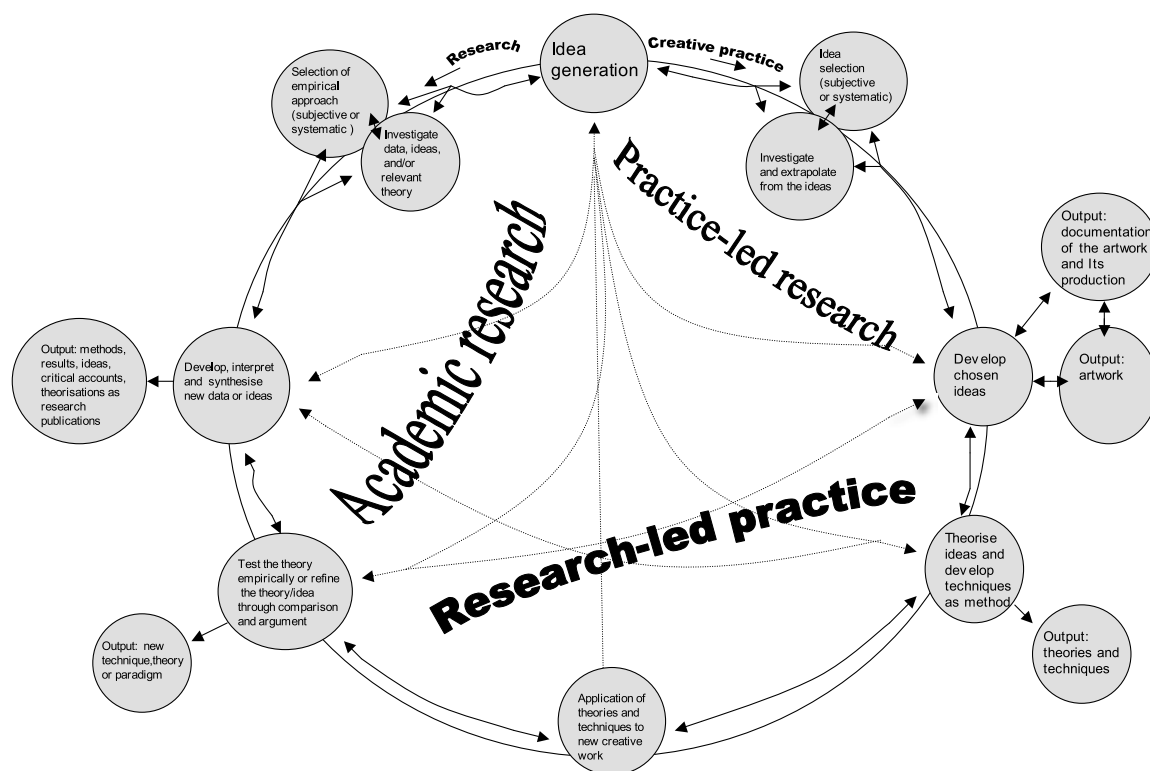 Research
Creative practice
Idea
generation
Selection of
empirical
approach
(subjective or
systematic )
Investigate
data, ideas,
and/or
relevant
theory
Idea
selection
(subjective
or systematic)
Investigate
and extrapolate
from the ideas
Practice-led research
Academic research
Research-led practice
Output:
documentation
of the artwork
and Its
production
Output:
artwork
Develop
chosen
ideas
Output: methods,
results, ideas,
critical accounts,
theorisations as
research
publications
Develop, interpret
and synthesise
new data or ideas
Test the theory
empirically or refine
the theory/idea
through comparison
and argument
Output: new
technique,theory
or paradigm
Theorise
ideas and
develop
techniques
as method
Output:
theories and
techniques
Application of
theories and
techniques to
new creative
work